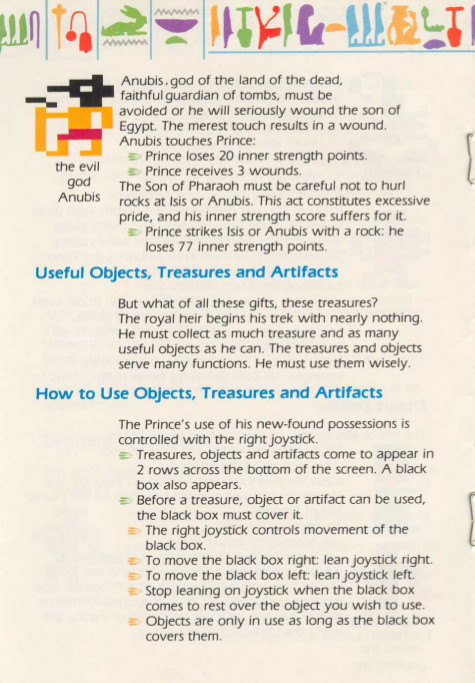 Anubis, god of the land of the dead,
faithful guardian of tombs, must be
avoided or he will seriously wound the son of
Egypt. The merest touch results in a wound.
Anubis touches Prince:
Prince loses 20 inner strength points.
Prince receives 3 wounds.
the evil
god
Anubis
The Son of Pharaoh must be careful not to hurl
rocks at Isis or Anubis. This act constitutes excessive
pride, and his inner strength score suffers for it.
Prince strikes Isis or Anubis with a rock: he
loses 77 inner strength points.
Useful Objects, Treasures and Artifacts
But what of all these gifts, these treasures?
The royal heir begins his trek with nearly nothing.
He must collect as much treasure and as many
useful objects as he can. The treasures and objects
serve many functions. He must use them wisely.
How to Use Objects, Treasures and Artifacts
The Prince's use of his new-found possessions is
controlled with the right joystick.
Treasures, objects and artifacts come to appear in
2 rows across the bottom of the screen. A black
box also appears.
Before a treasure, object or artifact can be used,
the black box must cover it.
The right joystick controls movement of the
black box.
To move the black box right: lean joystick right.
To move the black box left: lean joystick left.
Stop leaning on joystick when the black box
comes to rest over the object you wish to use.
Objects are only in use as long as the black box
covers them.